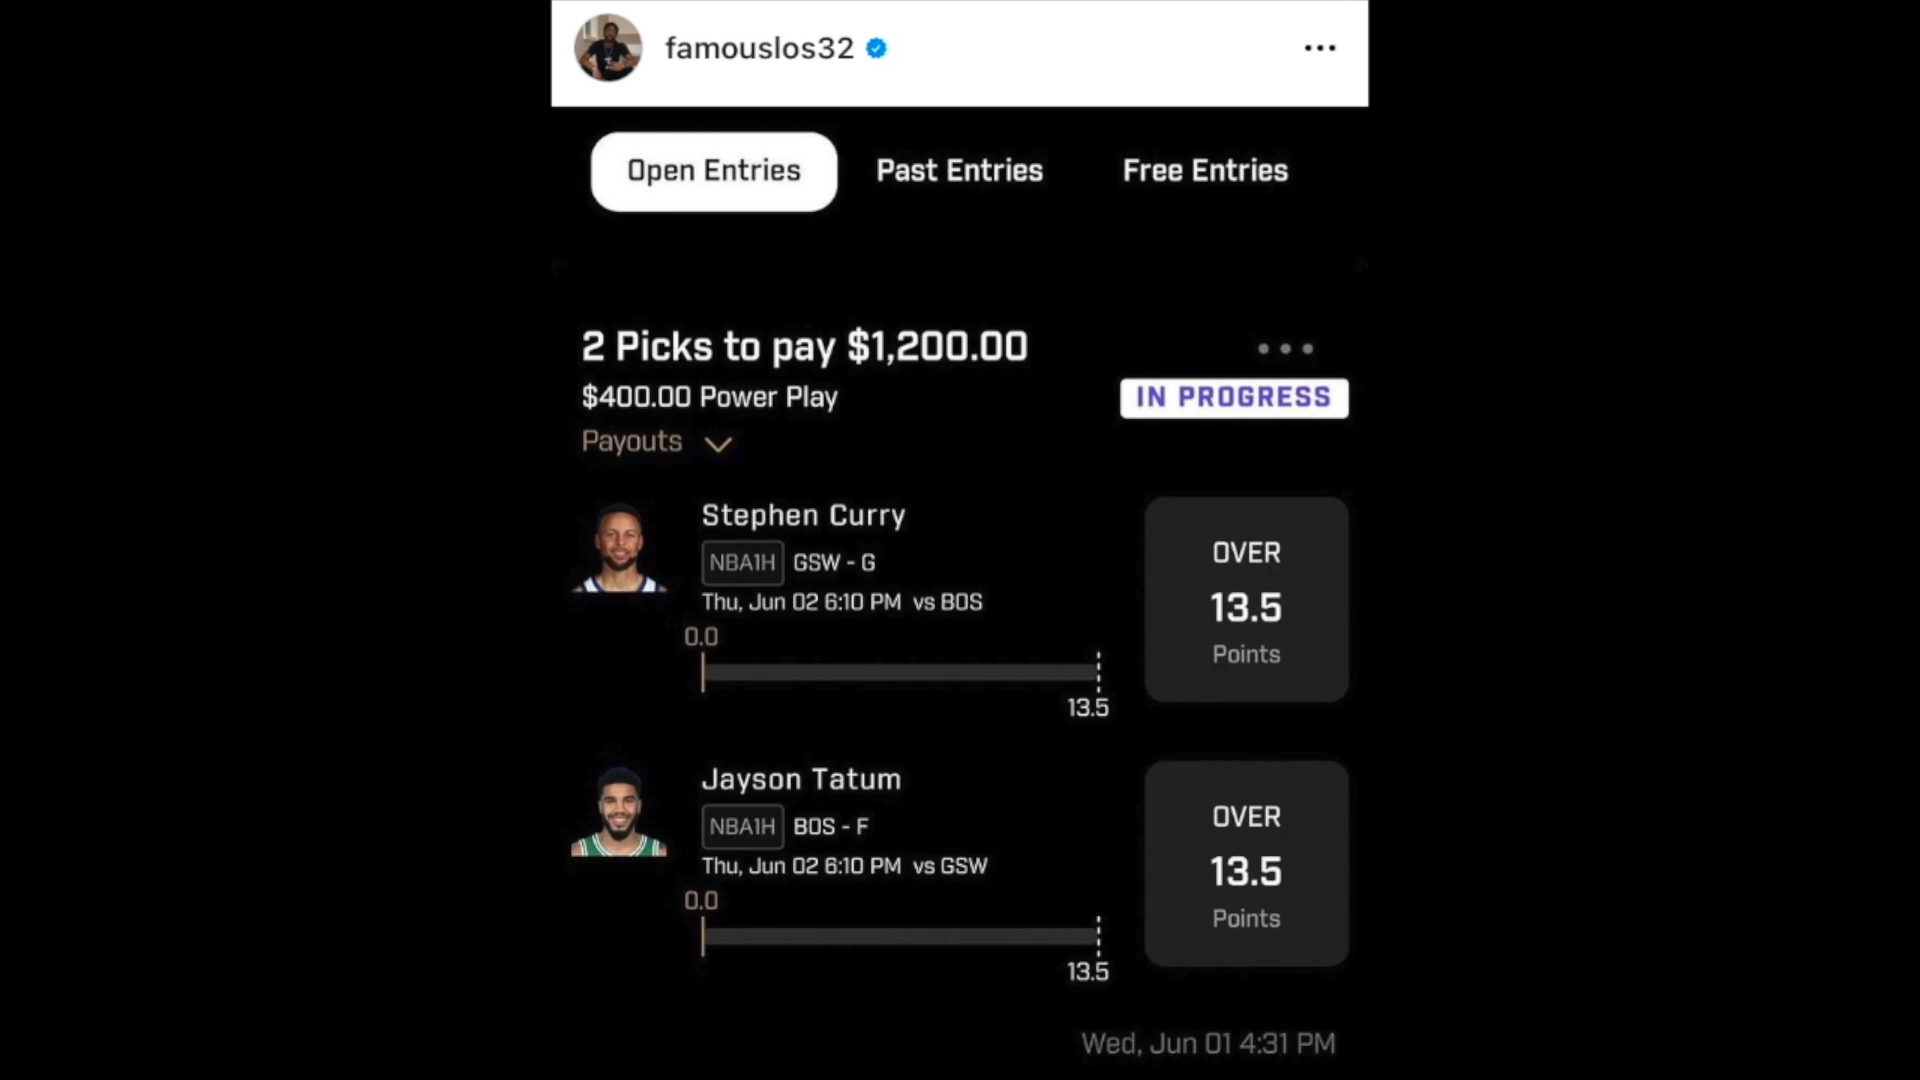 famouslos32
Open Entries
Past Entries
Free Entries
2 Picks to pay $1,200.00
$400.00 Power Play
IN PROGRESS
Payouts
Stephen Curry
NBA1H GSW - G
Thu, Jun 02 6:10 PM vs BOS
0.0
13.5
OVER
13.5
Points
Jayson Tatum
NBA1H BOS - F
Thu, Jun 02 6:10 PM vs GSW
0.0
13.5
OVER
13.5
Points
Wed, Jun 01 4:31 PM